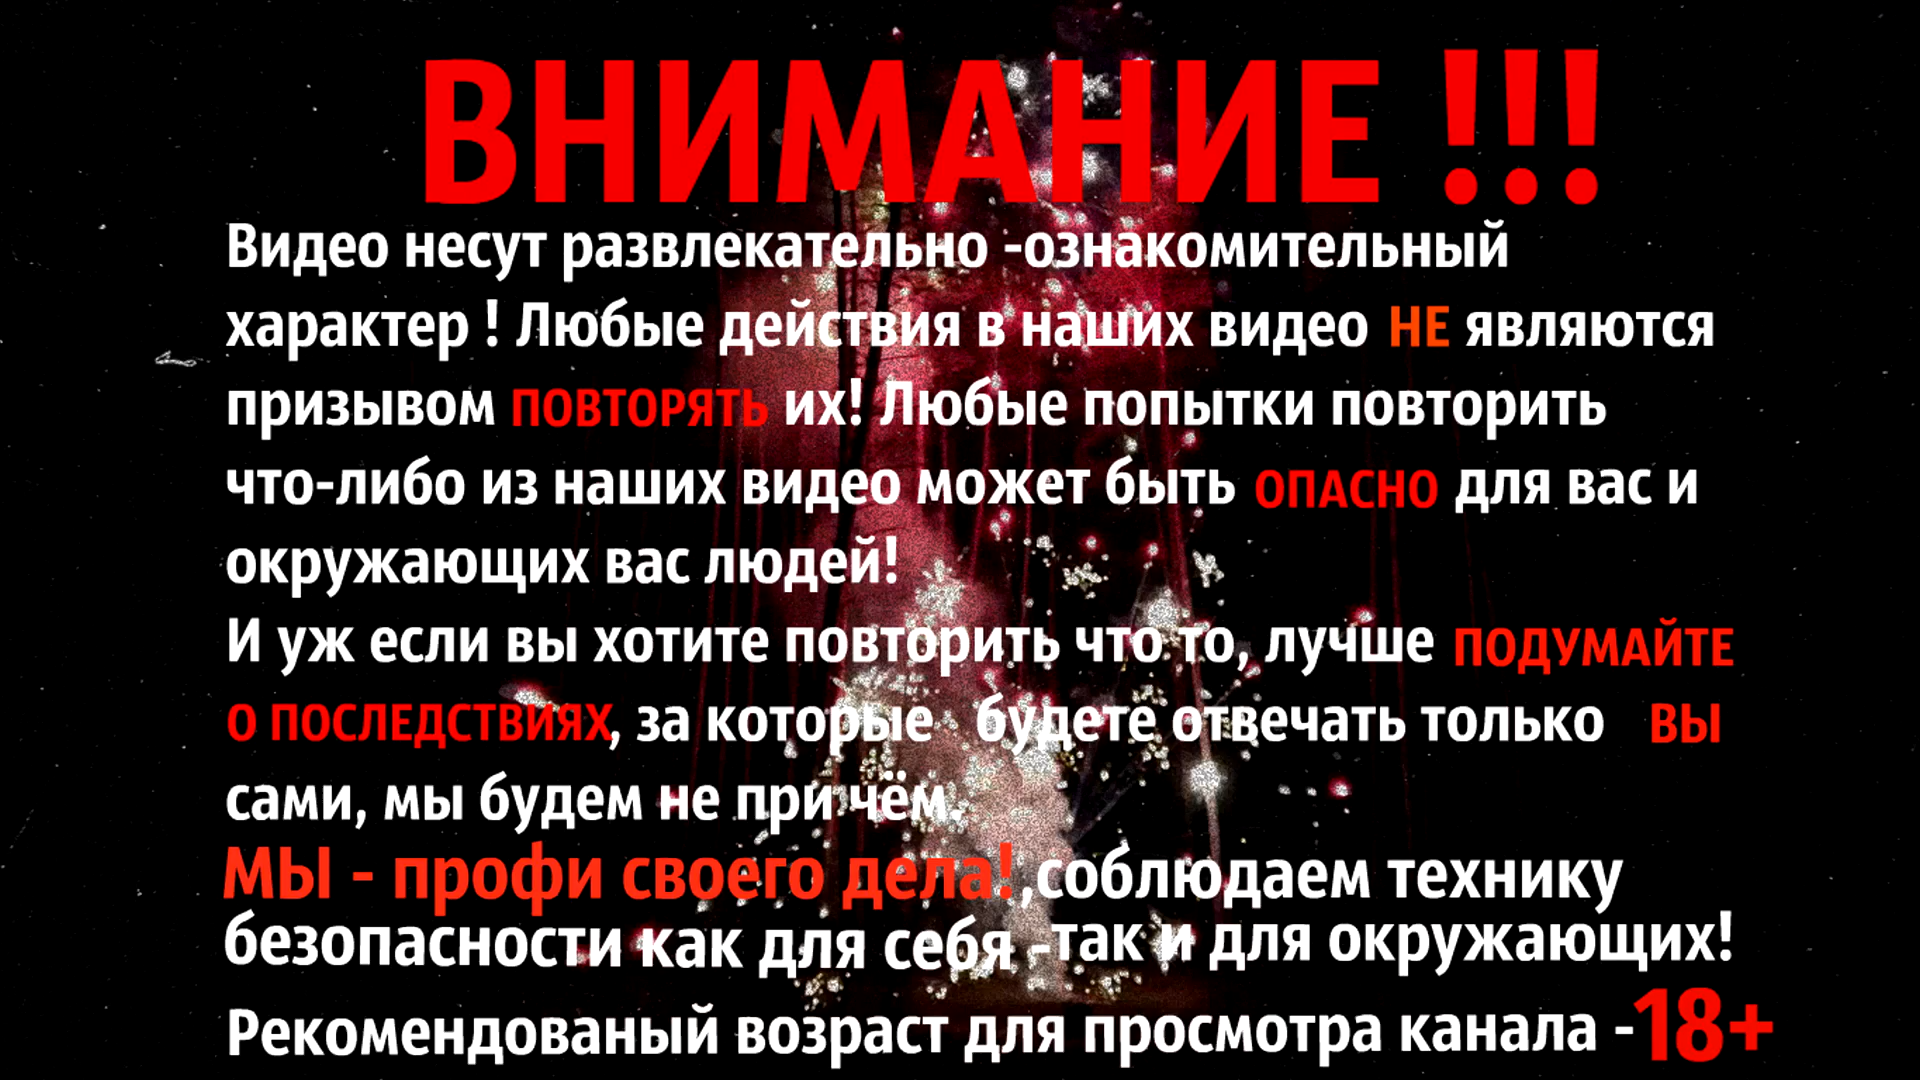 ВНИМАНИЕ !!!
Видео несут развлекательно -ознакомительный
характер ! Любые действия в наших видео НЕ являются
призывом ПОВТОРЯТЬ их! Любые попытки повторить
что-либо из наших видео может быть ОПАСНО для вас и
окружающих вас людей!
И уж если вы хотите повторить что то, лучше ПОДУМАЙТЕ
О ПОСЛЕДСТВИЯХ, за которые будете отвечать только ВЫ
сами, мы будем не при чём.
МЫ - профи своего дела!,соблюдаем технику
безопасности как для себя -так и для окружающих!
Рекомендованый возраст для просмотра канала -18+